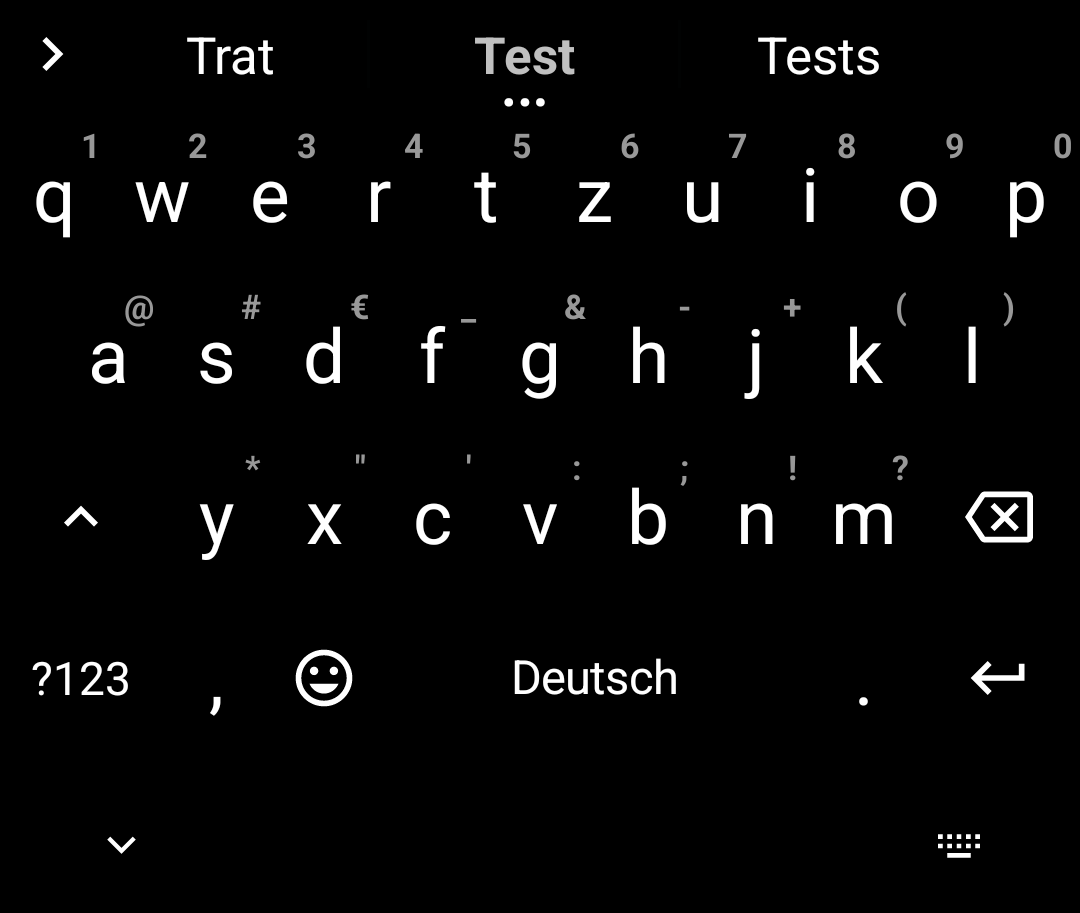 Trat Test Tests
1 2 3 4 5 6 7 8 9 0
q w e r t z u i o p
@ # € _ & - + ( )
a s d f g h j k l
* " ' : ; ! ?
y x c v b n m
?123 , Deutsch .